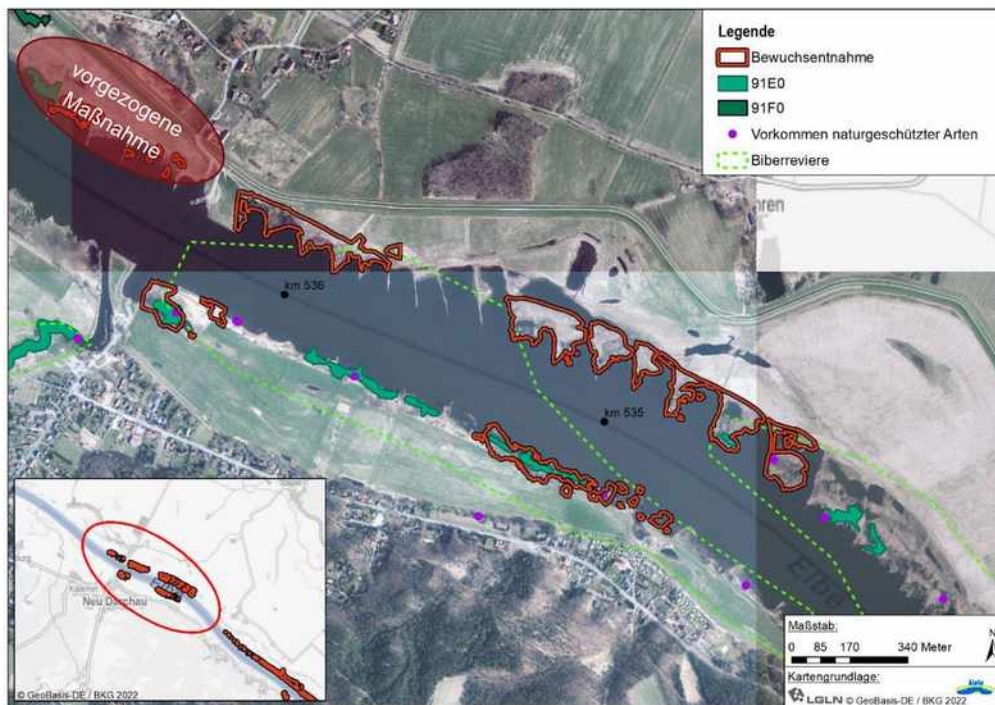 vorgezogene
Maßnahme
Legende
Bewuchsentnahme
91E0
91F0
Vorkommen naturgeschützter Arten
Biberreviere
km 536
km 535
Neu Darchau
© GeoBasis-DE / BKG 2022
Maßstab:
0 85 170 340 Meter
N
Kartengrundlage:
LGLN © GeoBasis-DE / BKG 2022